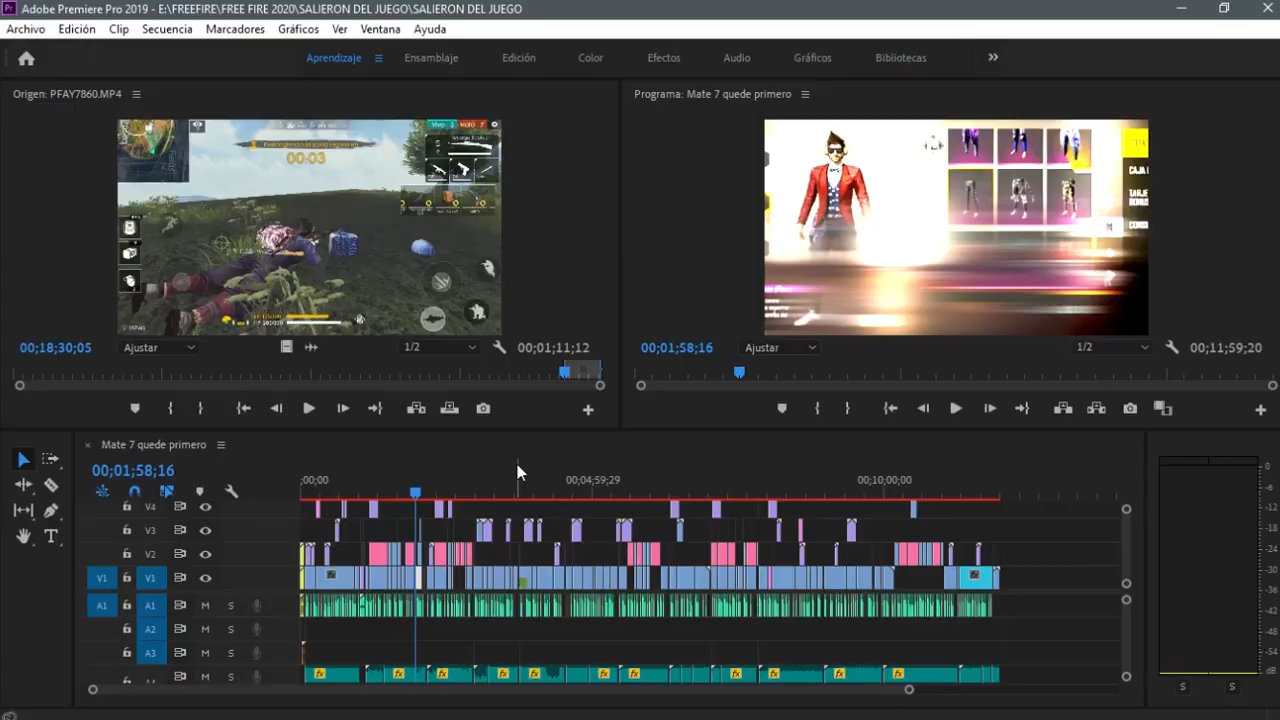 Adobe Premiere Pro 2019 - E:\FREEFIRE\FREE FIRE 2020\SALIERON DEL JUEGO\SALIERON DEL JUEGO
Archivo Edición Clip Secuencia Marcadores Gráficos Ver Ventana Ayuda
Aprendizaje Ensamblaje Edición Color Efectos Audio Gráficos Bibliotecas
Origen: PFAY7860.MP4
Programa: Mate 7 quede primero
00:03
00;18;30;05 Ajustar 1/2 00;01;11;12
00;01;58;16 Ajustar 1/2 00;11;59;20
Mate 7 quede primero
00;01;58;16
;00;00 00;04;59;29 00;10;00;00
V4
V3
V2
V1 V1
A1 A1 M S
A2 M S
A3 M S
M S
0
-6
-12
-18
-24
-30
-36
-42
-48
-54
dB
S S